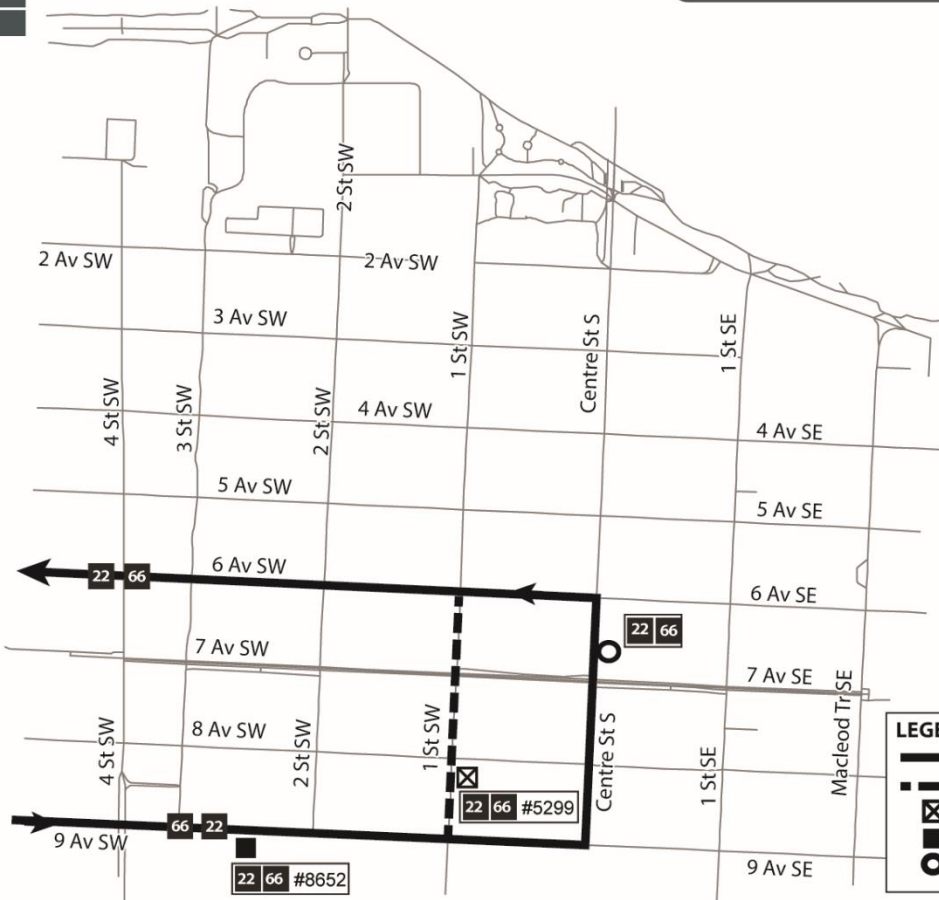 2 St SW
2 Av SW
2 Av SW
3 Av SW
1 St SW
Centre St S
1 St SE
4 St SW
3 St SW
2 St SW
4 Av SW
4 Av SE
5 Av SW
5 Av SE
6 Av SW
22 66
6 Av SE
22 66
7 Av SW
7 Av SE
Macleod Tr SE
8 Av SW
4 St SW
2 St SW
1 St SW
Centre St S
1 St SE
22 66 #5299
66 22
9 Av SW
9 Av SE
22 66 #8652